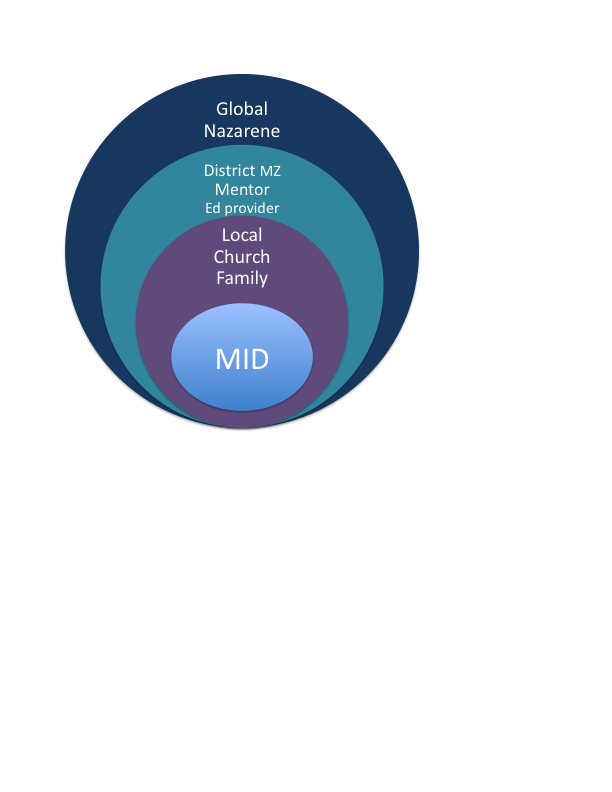 Global
Nazarene
District MZ
Mentor
Ed provider
Local
Church
Family
MID